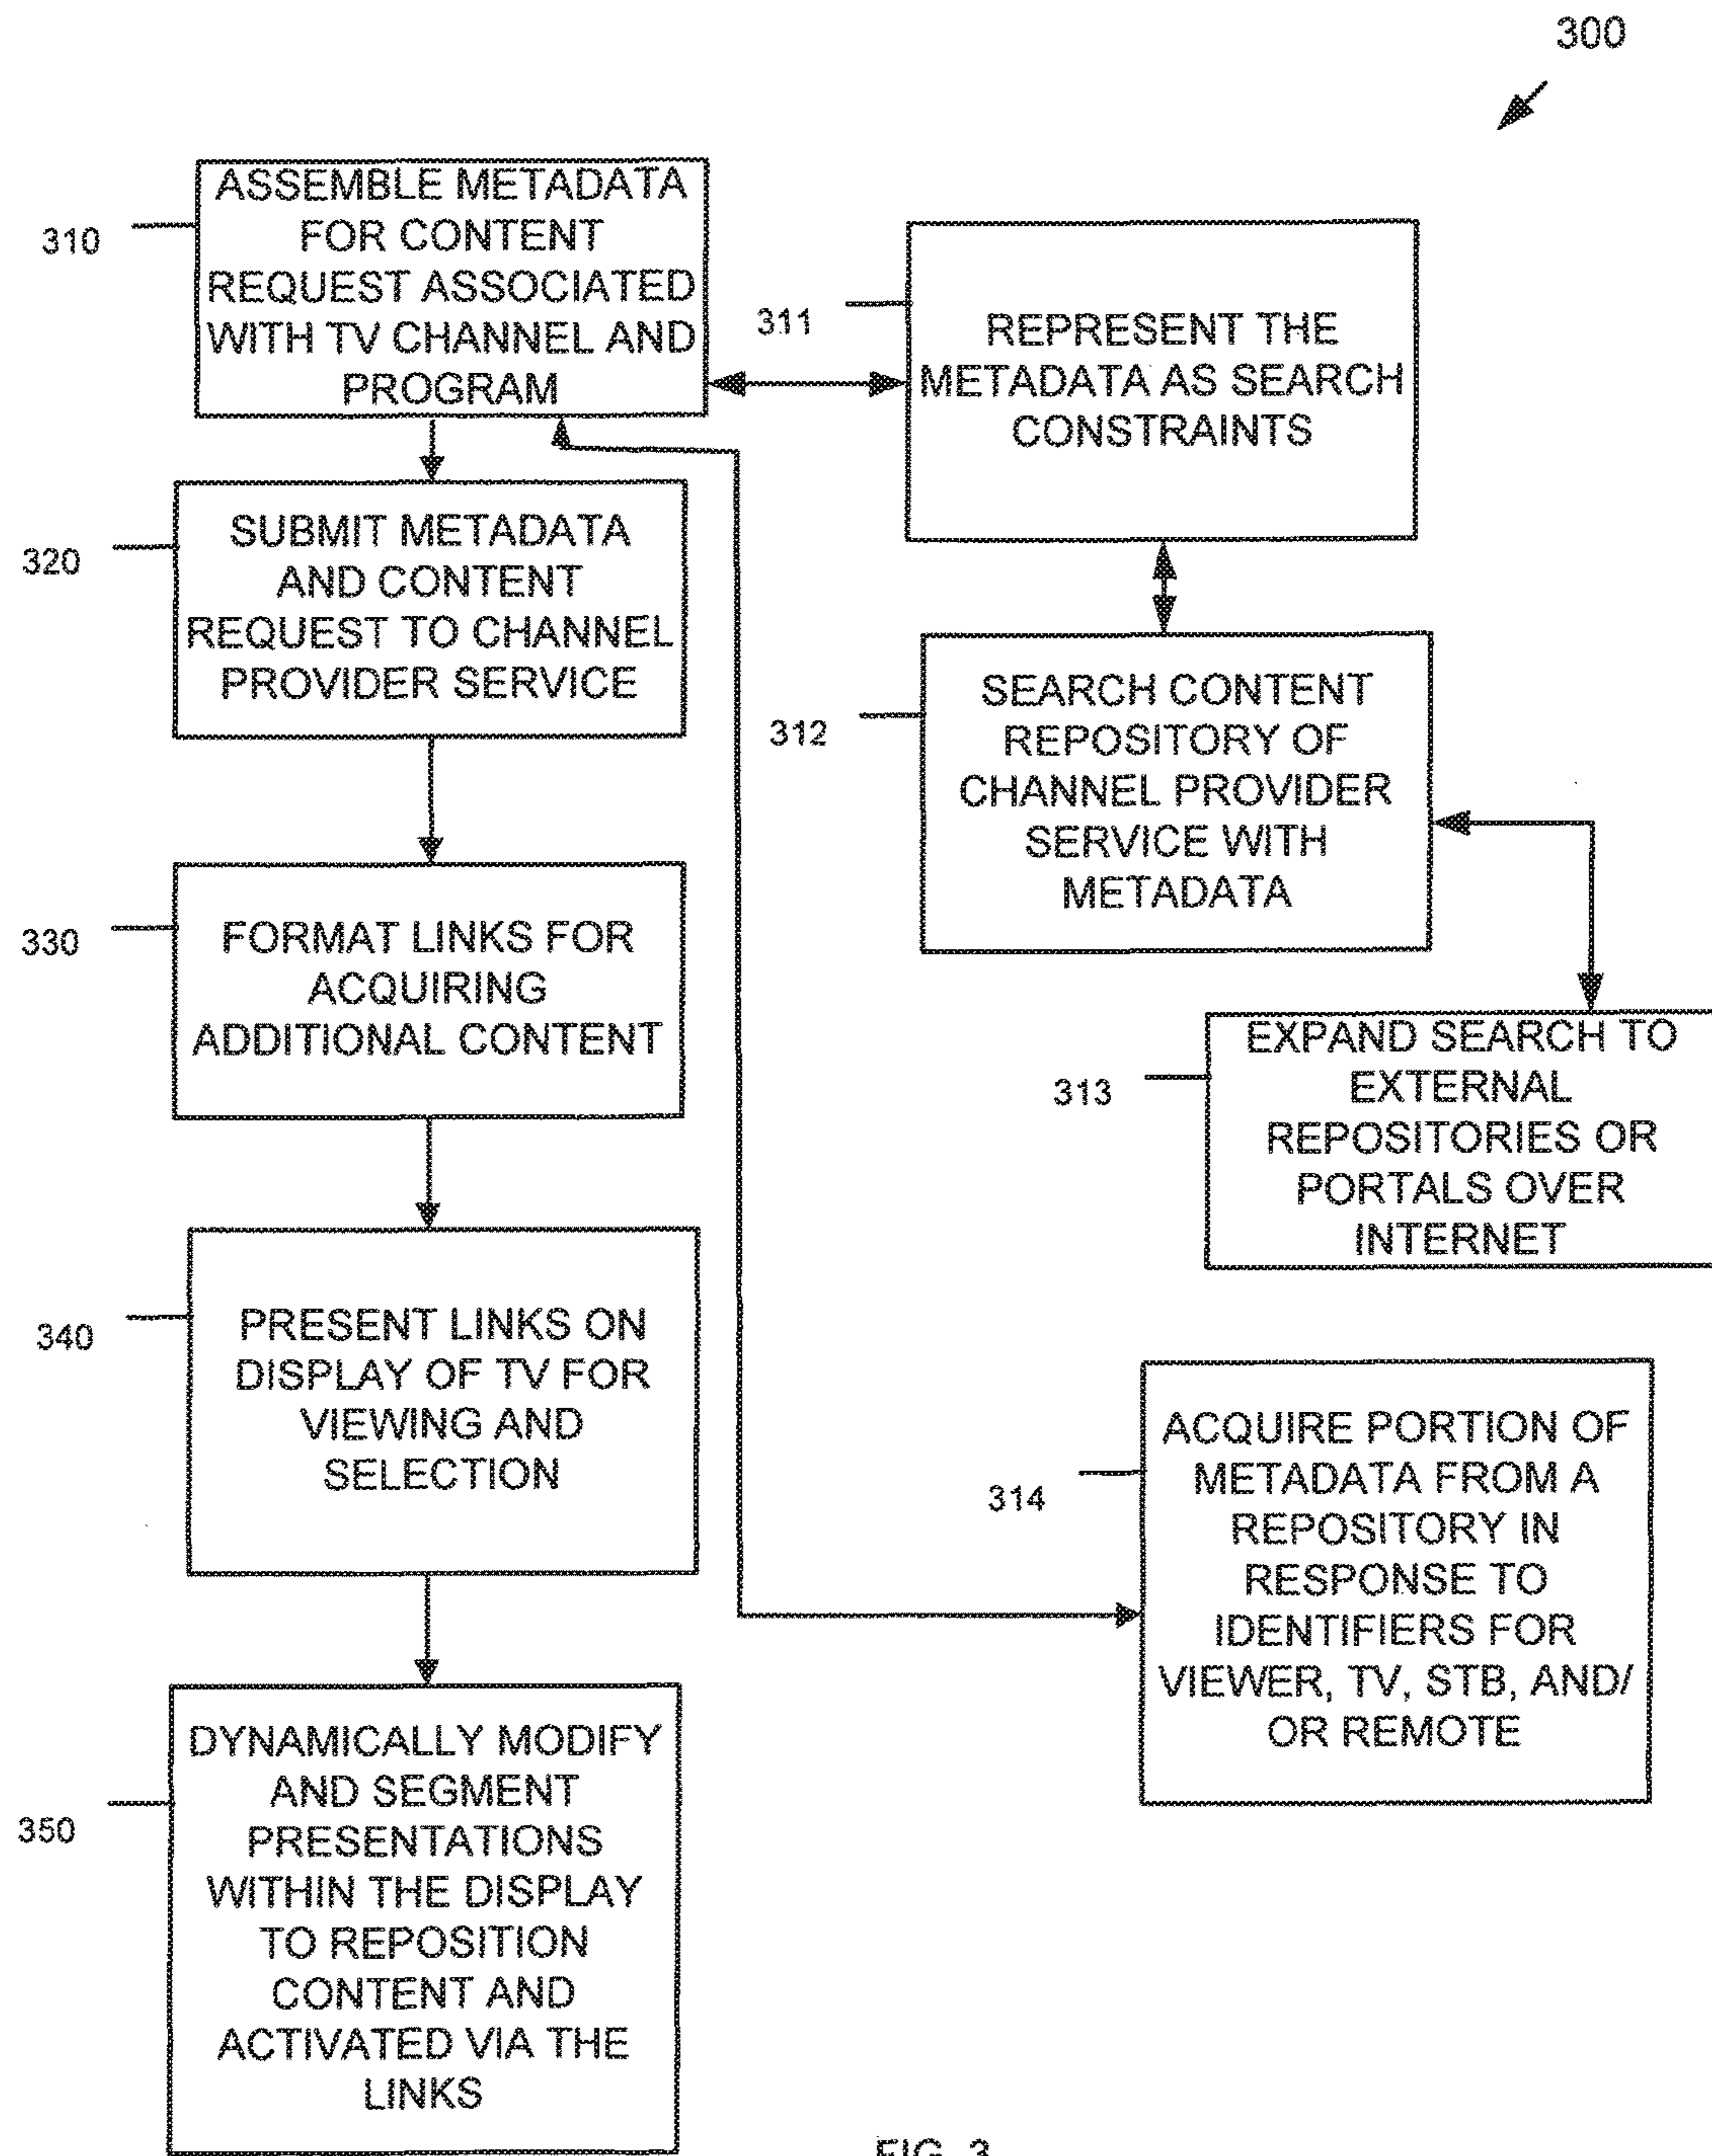 300
310
ASSEMBLE METADATA
FOR CONTENT
REQUEST ASSOCIATED
WITH TV CHANNEL AND
PROGRAM
311
REPRESENT THE
METADATA AS SEARCH
CONSTRAINTS
320
SUBMIT METADATA
AND CONTENT
REQUEST TO CHANNEL
PROVIDER SERVICE
312
SEARCH CONTENT
REPOSITORY OF
CHANNEL PROVIDER
SERVICE WITH
METADATA
330
FORMAT LINKS FOR
ACQUIRING
ADDITIONAL CONTENT
313
EXPAND SEARCH TO
EXTERNAL
REPOSITORIES OR
PORTALS OVER
INTERNET
340
PRESENT LINKS ON
DISPLAY OF TV FOR
VIEWING AND
SELECTION
314
ACQUIRE PORTION OF
METADATA FROM A
REPOSITORY IN
RESPONSE TO
IDENTIFIERS FOR
VIEWER, TV, STB, AND/
OR REMOTE
350
DYNAMICALLY MODIFY
AND SEGMENT
PRESENTATIONS
WITHIN THE DISPLAY
TO REPOSITION
CONTENT AND
ACTIVATED VIA THE
LINKS
FIG. 3